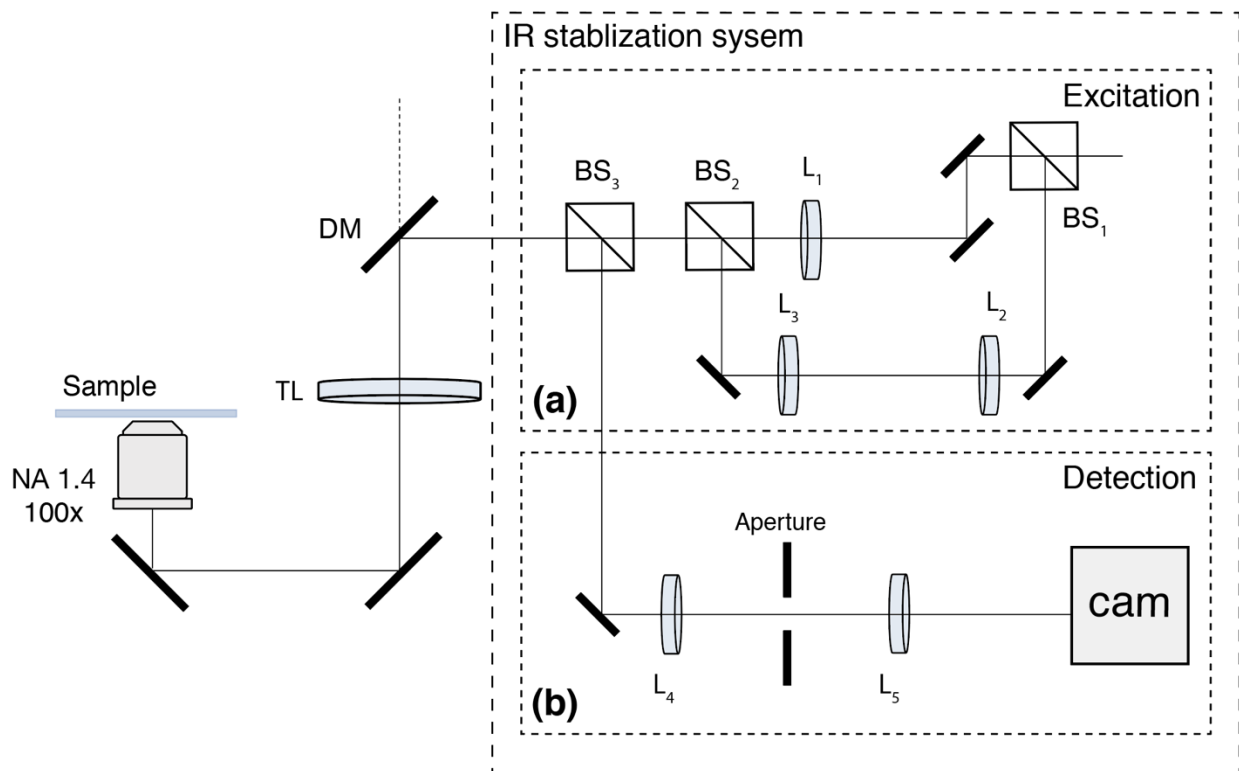 IR stablization sysem
Excitation
BS₃
BS₂
L₁
BS₁
DM
L₃
L₂
Sample
TL
(a)
NA 1.4
100x
Detection
Aperture
cam
L₄
L₅
(b)